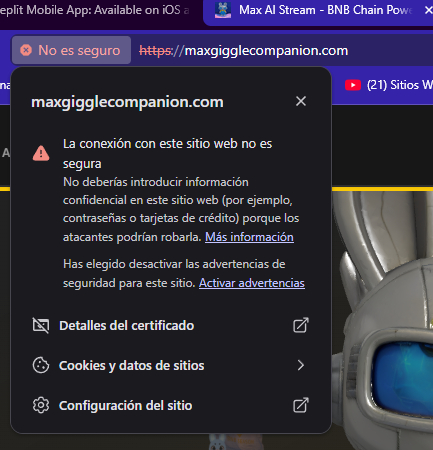 eplit Mobile App: Available on iOS a
Max AI Stream - BNB Chain Pow
No es seguro https://maxgigglecompanion.com
na
(21) Sitios W
maxgigglecompanion.com
A
La conexión con este sitio web no es
segura
No deberías introducir información
confidencial en este sitio web (por ejemplo,
contraseñas o tarjetas de crédito) porque los
atacantes podrían robarla. Más información
Has elegido desactivar las advertencias de
seguridad para este sitio. Activar advertencias
Detalles del certificado
Cookies y datos de sitios
Configuración del sitio